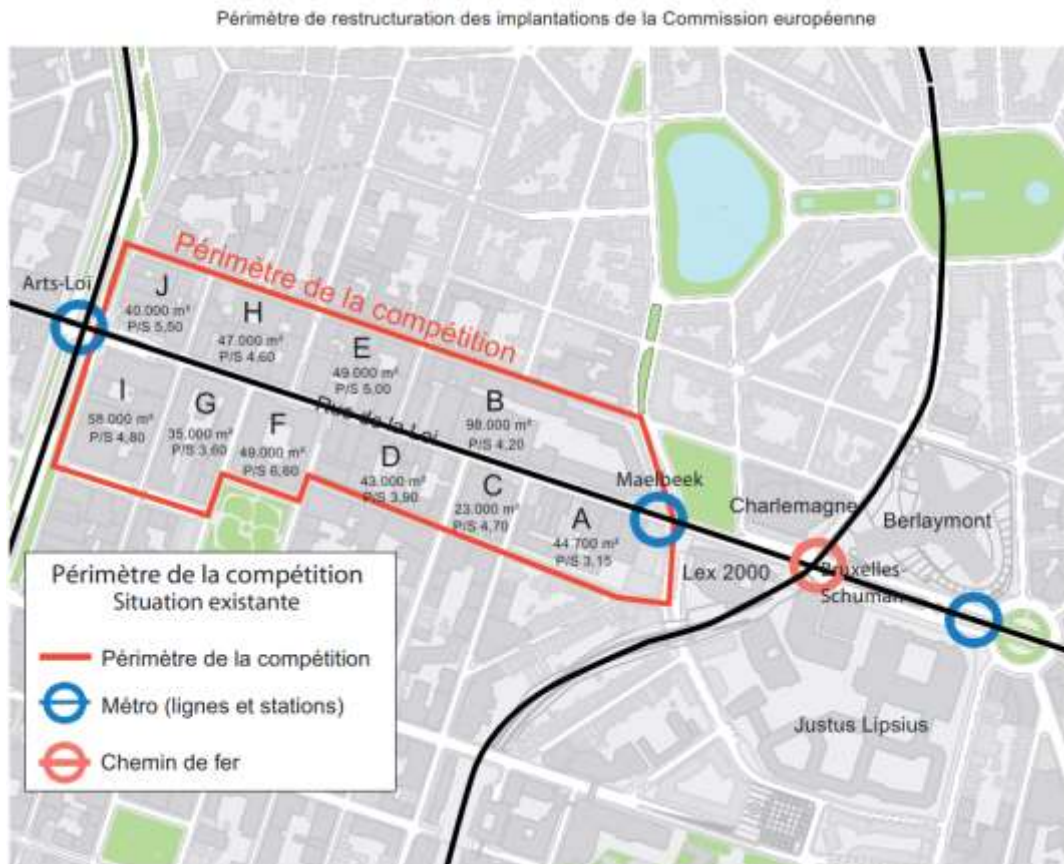 Périmètre de restructuration des implantations de la Commission européenne
Périmètre de la compétition
Arts-Loi
J
40.000 m²
P/S 5,50
H
47.000 m²
P/S 4,60
E
49.000 m²
P/S 5,00
B
98.000 m²
P/S 4,20
Rue de la Loi
I
58.000 m²
P/S 4,80
G
35.000 m²
P/S 3,60
F
49.000 m²
P/S 6,60
D
43.000 m²
P/S 3,90
C
23.000 m²
P/S 4,70
A
44 700 m²
P/S 3,15
Maelbeek
Charlemagne
Berlaymont
Lex 2000
Bruxelles-
Schuman
Justus Lipsius
Périmètre de la compétition
Situation existante
Périmètre de la compétition
Métro (lignes et stations)
Chemin de fer